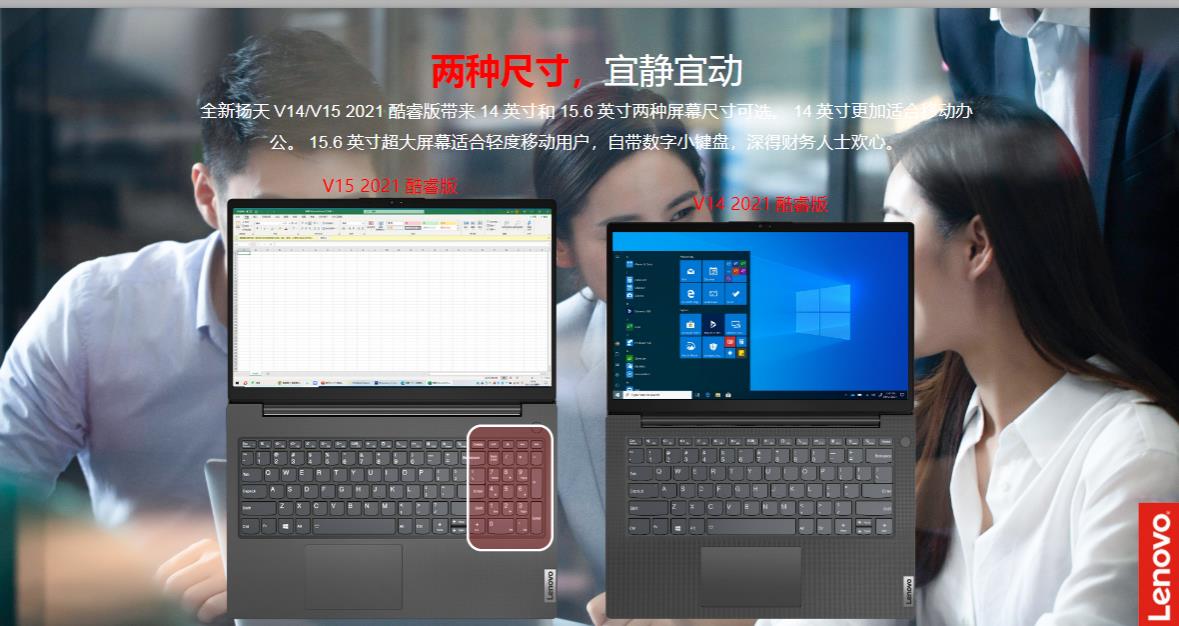 两种尺寸，宜静宜动
全新扬天 V14/V15 2021 酷睿版带来 14 英寸和 15.6 英寸两种屏幕尺寸可选。 14 英寸更加适合移动办
公。 15.6 英寸超大屏幕适合轻度移动用户，自带数字小键盘，深得财务人士欢心。
V15 2021 酷睿版
V14 2021 酷睿版
Q W E R T Y U I O P
A S D F G H J K L
Z X C V B N M
Q W E R T Y U I O P
A S D F G H J K L
Z X C V B N M
Lenovo
Lenovo
Lenovo